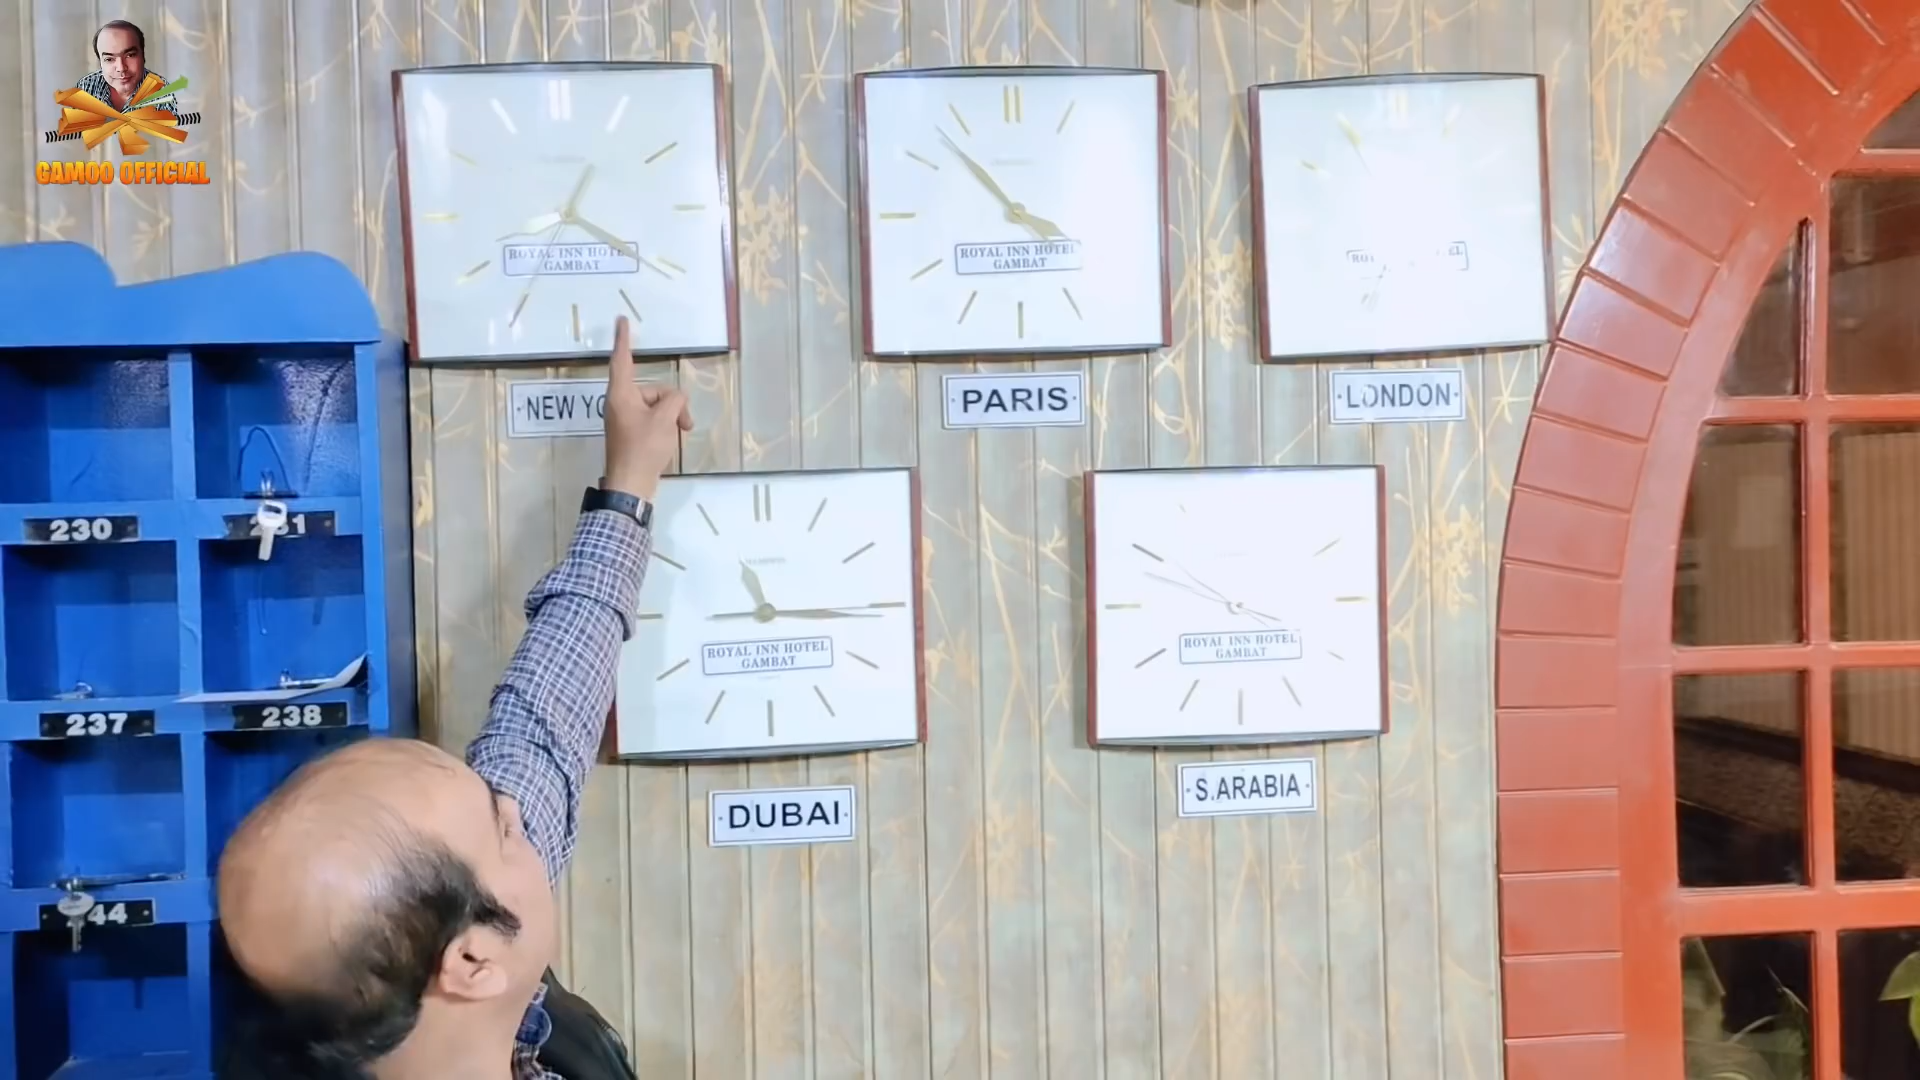 GAMOO OFFICIAL
ROYAL INN HOTEL
GAMBAT
ROYAL INN HOTEL
GAMBAT
NEW YO
PARIS
LONDON
230
237
238
44
ROYAL INN HOTEL
GAMBAT
ROYAL INN HOTEL
GAMBAT
DUBAI
S.ARABIA